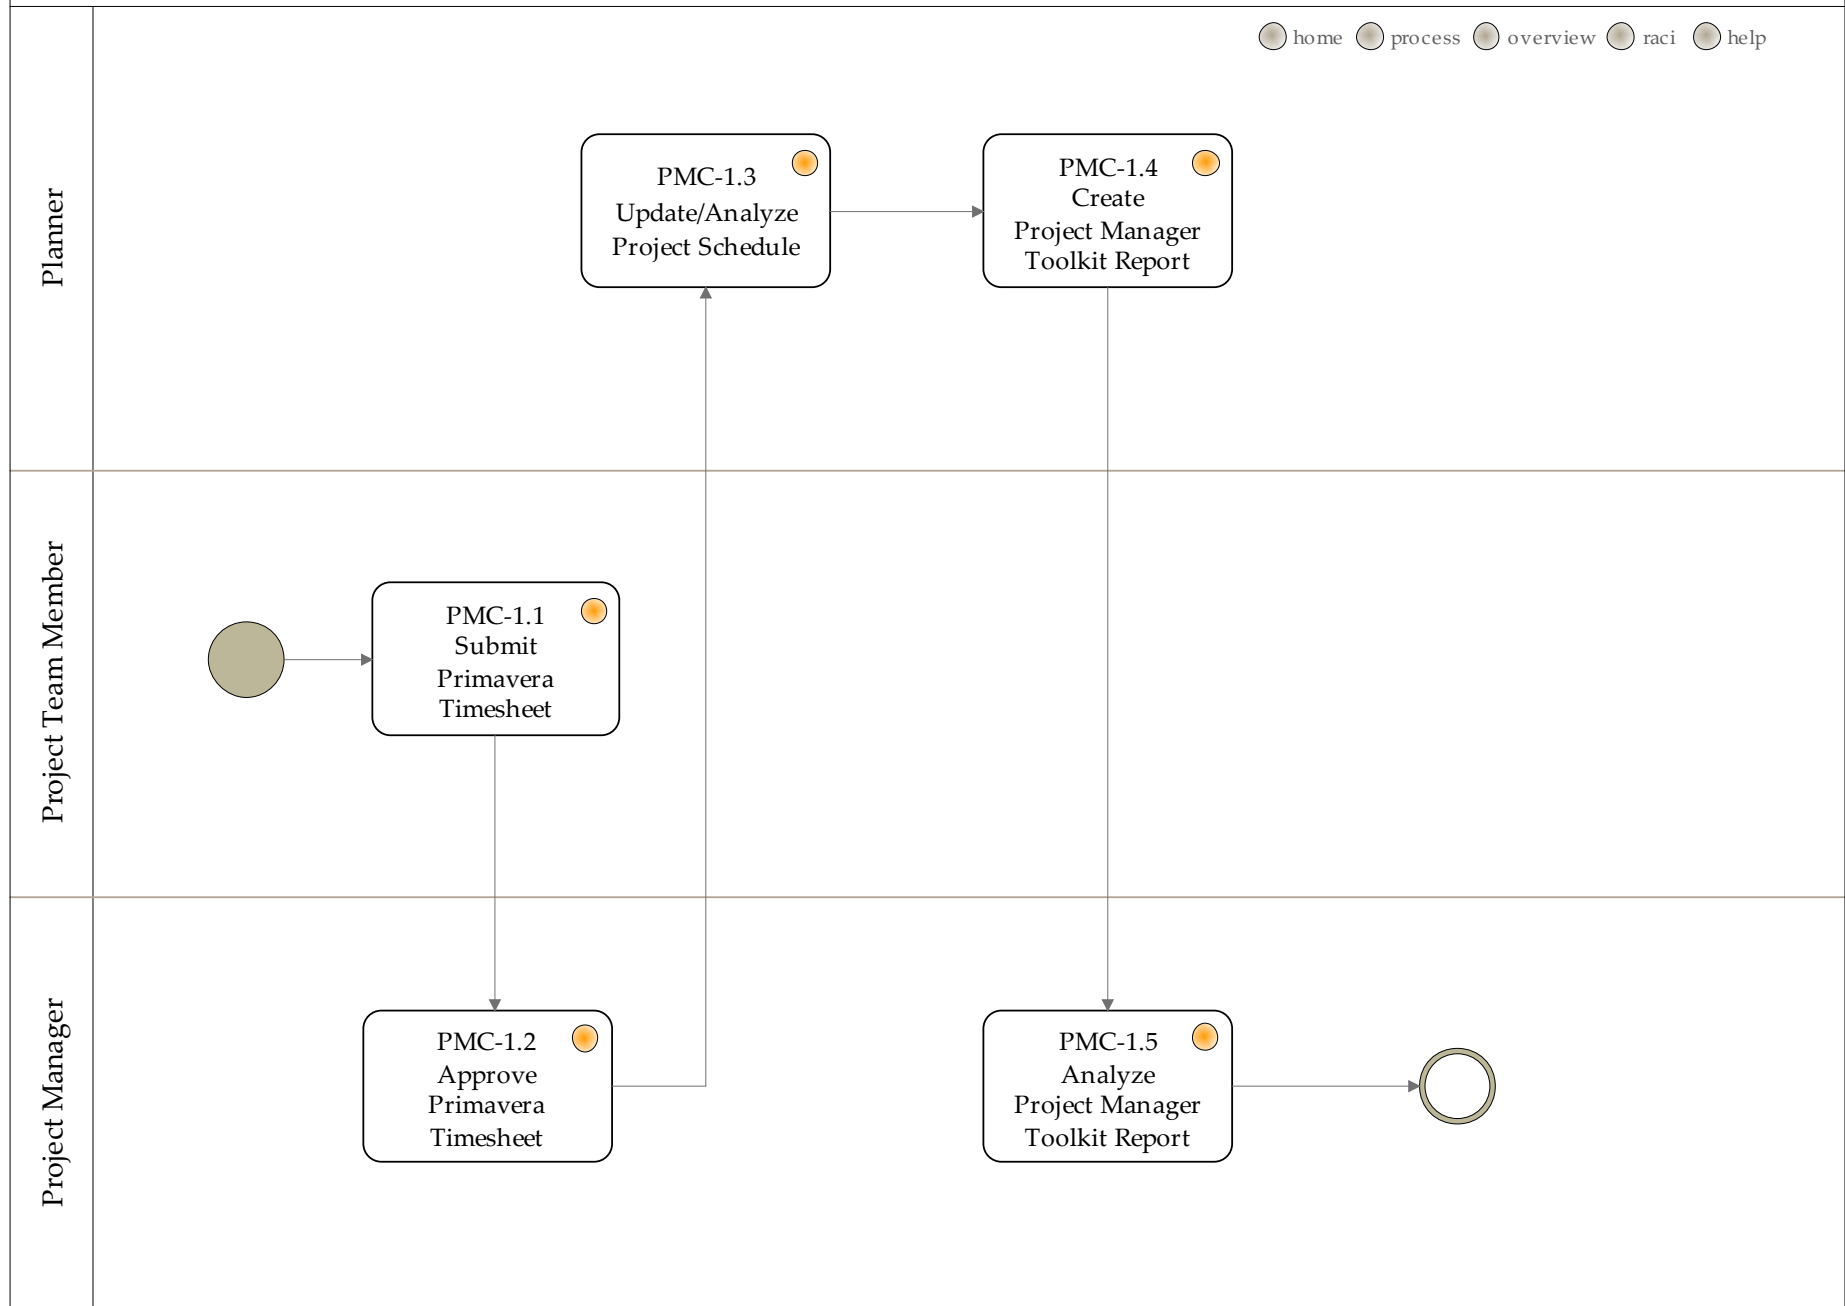 home process overview raci help
Planner
PMC-1.3
Update/Analyze
Project Schedule
PMC-1.4
Create
Project Manager
Toolkit Report
Project Team Member
PMC-1.1
Submit
Primavera
Timesheet
Project Manager
PMC-1.2
Approve
Primavera
Timesheet
PMC-1.5
Analyze
Project Manager
Toolkit Report